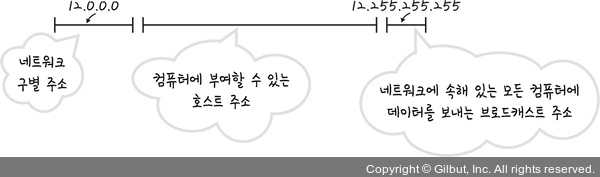 12.0.0.0
12.255.255.255
네트워크
구별 주소
컴퓨터에 부여할 수 있는
호스트 주소
네트워크에 속해 있는 모든 컴퓨터에
데이터를 보내는 브로드캐스트 주소
Copyright © Gilbut, Inc. All rights reserved.